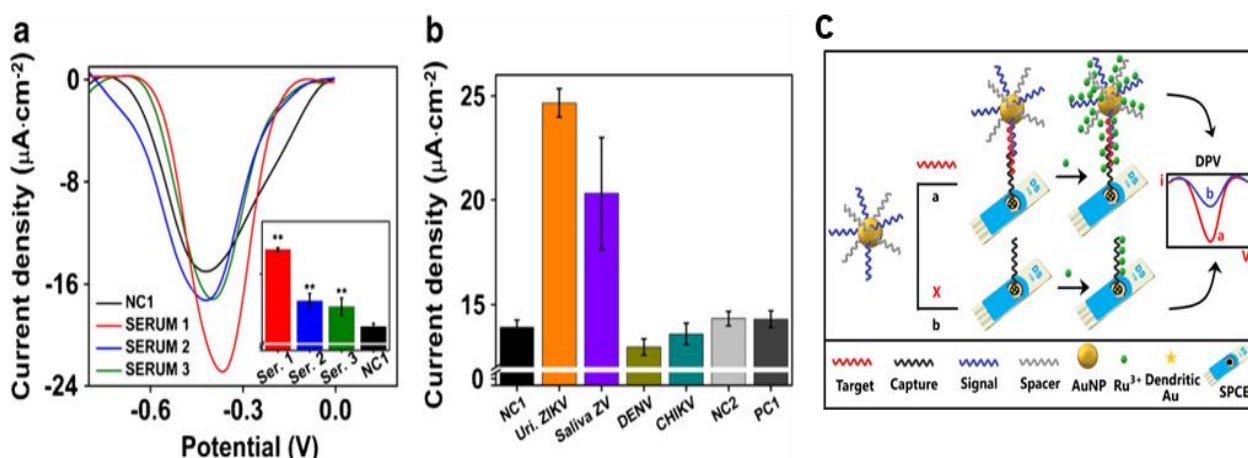 a
Current density (µA·cm⁻²)
0
-8
-16
-24
-0.6
-0.3
0.0
Potential (V)
NC1
SERUM 1
SERUM 2
SERUM 3
**
**
**
Ser. 1
Ser. 2
Ser. 3
NC1
b
Current density (µA·cm⁻²)
25
20
15
0
NC1
Uri. ZIKV
Saliva ZV
DENV
CHIKV
NC2
PC1
C
a
X
b
DPV
i
b
a
V
Target
Capture
Signal
Spacer
AuNP
Ru³⁺
Dendritic
Au
SPCE